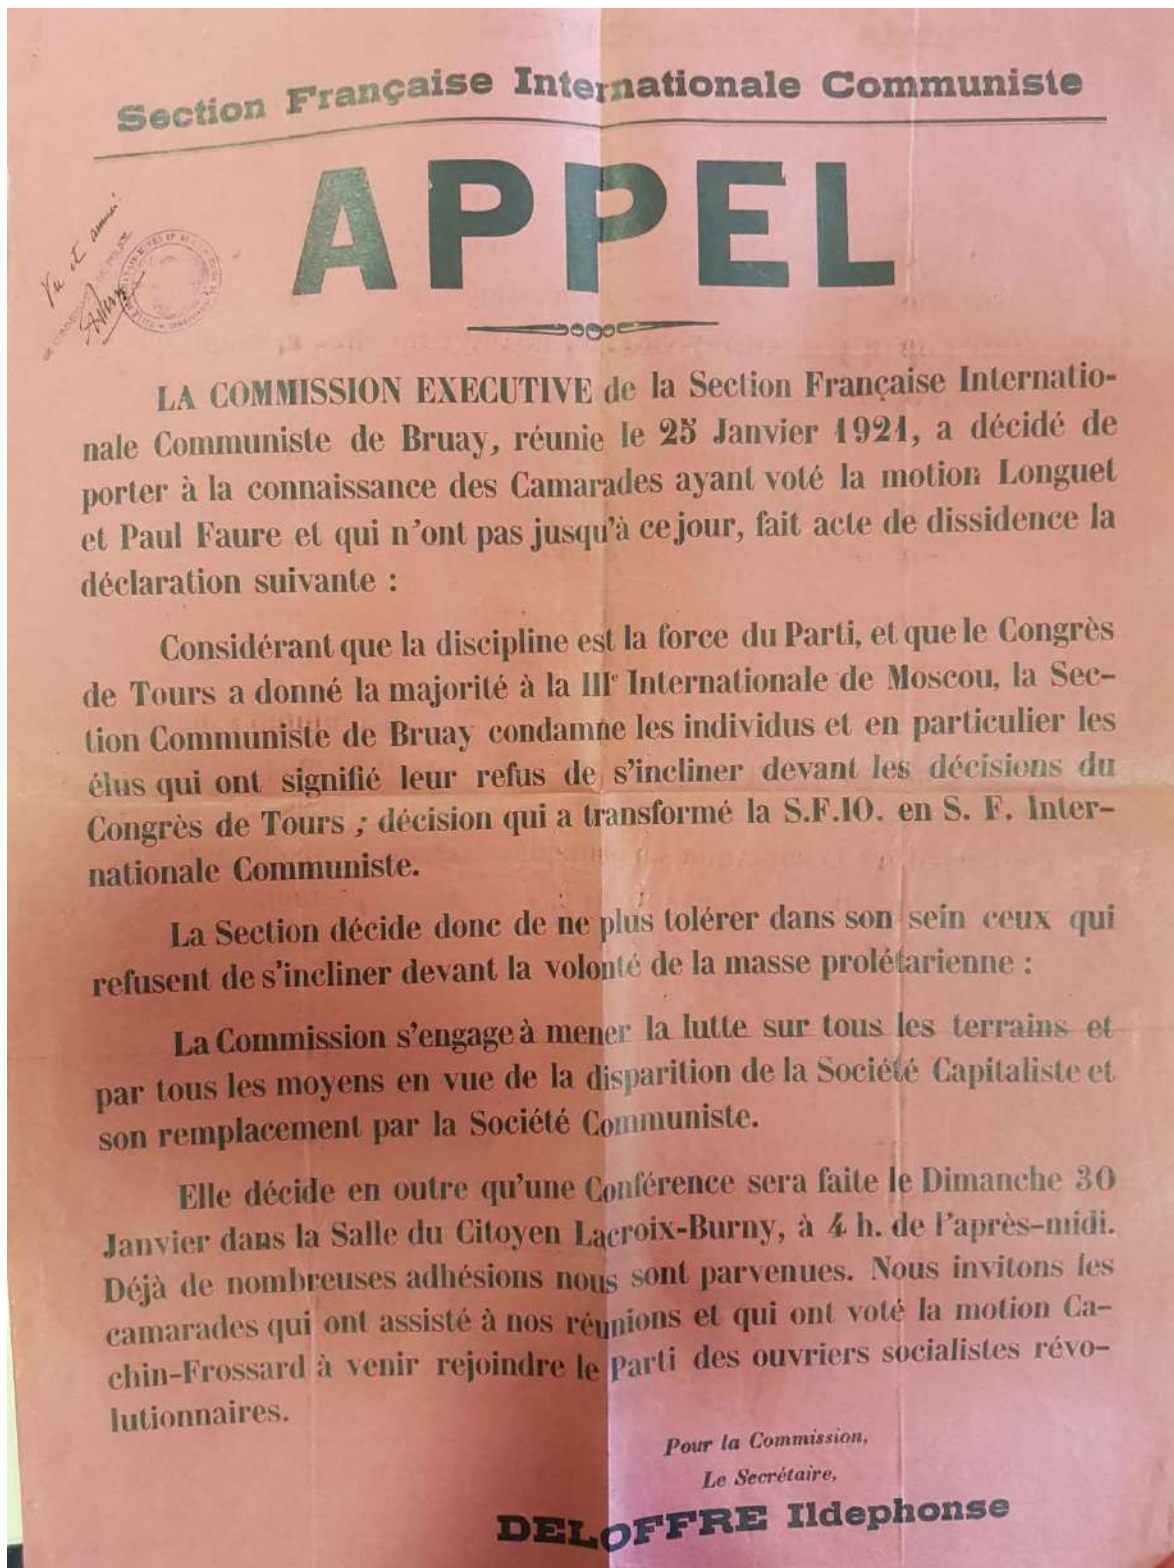 Section Française Internationale Communiste
APPEL
Vu et annexé
LA COMMISSION EXECUTIVE de la Section Française Internatio-
nale Communiste de Bruay, réunie le 25 Janvier 1921, a décidé de
porter à la connaissance des Camarades ayant voté la motion Longuet
et Paul Faure et qui n'ont pas jusqu'à ce jour, fait acte de dissidence la
déclaration suivante :
Considérant que la discipline est la force du Parti, et que le Congrès
de Tours a donné la majorité à la IIIe Internationale de Moscou, la Sec-
tion Communiste de Bruay condamne les individus et en particulier les
élus qui ont signifié leur refus de s'incliner devant les décisions du
Congrès de Tours ; décision qui a transformé la S.F.IO. en S. F. Inter-
nationale Communiste.
La Section décide donc de ne plus tolérer dans son sein ceux qui
refusent de s'incliner devant la volonté de la masse prolétarienne :
La Commission s'engage à mener la lutte sur tous les terrains et
par tous les moyens en vue de la disparition de la Société Capitaliste et
son remplacement par la Société Communiste.
Elle décide en outre qu'une Conférence sera faite le Dimanche 30
Janvier dans la Salle du Citoyen Lacroix-Burny, à 4 h. de l'après-midi.
Déjà de nombreuses adhésions nous sont parvenues. Nous invitons les
camarades qui ont assisté à nos réunions et qui ont voté la motion Ca-
chin-Frossard à venir rejoindre le Parti des ouvriers socialistes révo-
lutionnaires.
Pour la Commission,
Le Secrétaire,
DELOFFRE Ildephonse